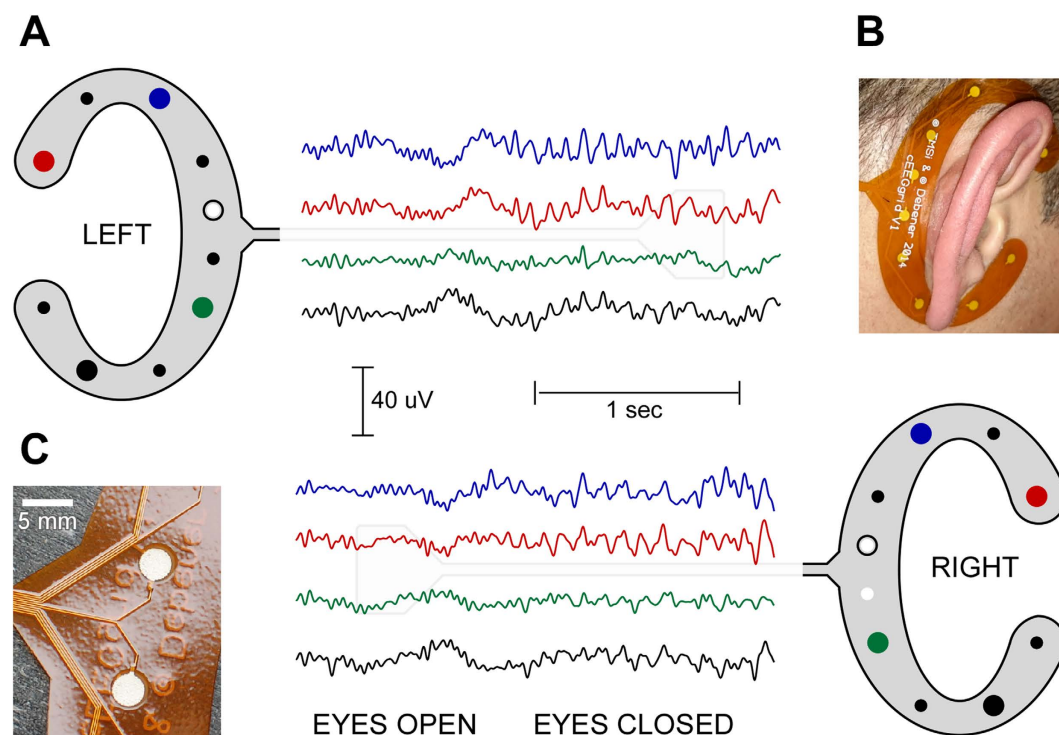 A
B
LEFT
© TMSi & © Debener 2014
cEEGrid V1
40 uV
1 sec
C
5 mm
RIGHT
EYES OPEN
EYES CLOSED